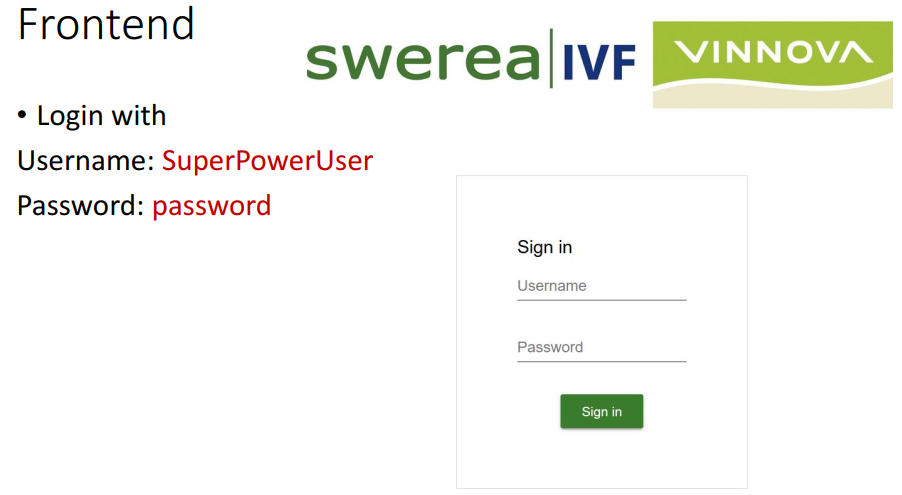 Frontend
swerea|IVF
VINNOVA
• Login with
Username: SuperPowerUser
Password: password
Sign in
Username
Password
Sign in